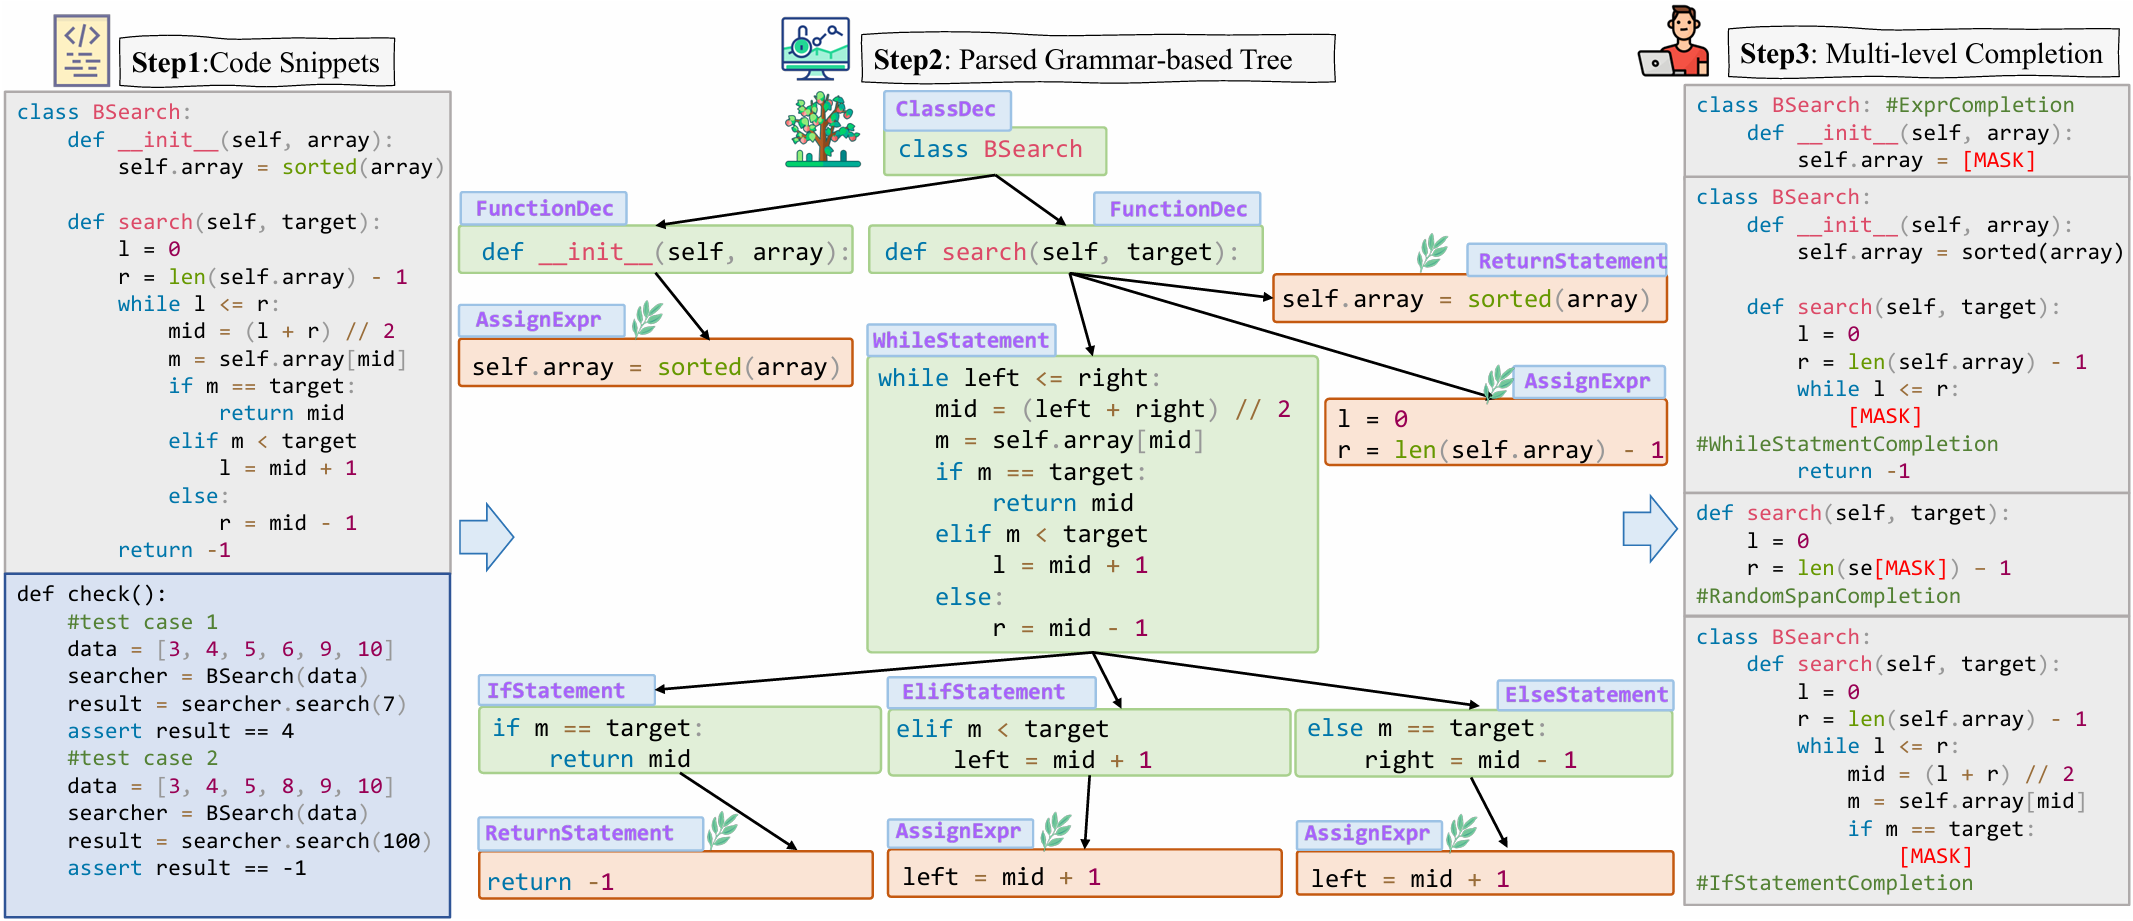 Step1:Code Snippets
class BSearch:
    def __init__(self, array):
        self.array = sorted(array)
    def search(self, target):
        l = 0
        r = len(self.array) - 1
        while l <= r:
            mid = (l + r) // 2
            m = self.array[mid]
            if m == target:
                return mid
            elif m < target
                l = mid + 1
            else:
                r = mid - 1
        return -1
def check():
    #test case 1
    data = [3, 4, 5, 6, 9, 10]
    searcher = BSearch(data)
    result = searcher.search(7)
    assert result == 4
    #test case 2
    data = [3, 4, 5, 8, 9, 10]
    searcher = BSearch(data)
    result = searcher.search(100)
    assert result == -1
Step2: Parsed Grammar-based Tree
ClassDec
class BSearch
FunctionDec
def __init__(self, array):
AssignExpr
self.array = sorted(array)
FunctionDec
def search(self, target):
ReturnStatement
self.array = sorted(array)
AssignExpr
l = 0
r = len(self.array) - 1
WhileStatement
while left <= right:
    mid = (left + right) // 2
    m = self.array[mid]
    if m == target:
        return mid
    elif m < target
        l = mid + 1
    else:
        r = mid - 1
IfStatement
if m == target:
    return mid
ElifStatement
elif m < target
    left = mid + 1
ElseStatement
else m == target:
    right = mid - 1
ReturnStatement
return -1
AssignExpr
left = mid + 1
AssignExpr
left = mid + 1
Step3: Multi-level Completion
class BSearch: #ExprCompletion
    def __init__(self, array):
        self.array = [MASK]
class BSearch:
    def __init__(self, array):
        self.array = sorted(array)
    def search(self, target):
        l = 0
        r = len(self.array) - 1
        while l <= r:
            [MASK]
#WhileStatmentCompletion
        return -1
def search(self, target):
    l = 0
    r = len(se[MASK]) - 1
#RandomSpanCompletion
class BSearch:
    def search(self, target):
        l = 0
        r = len(self.array) - 1
        while l <= r:
            mid = (l + r) // 2
            m = self.array[mid]
            if m == target:
                [MASK]
#IfStatementCompletion